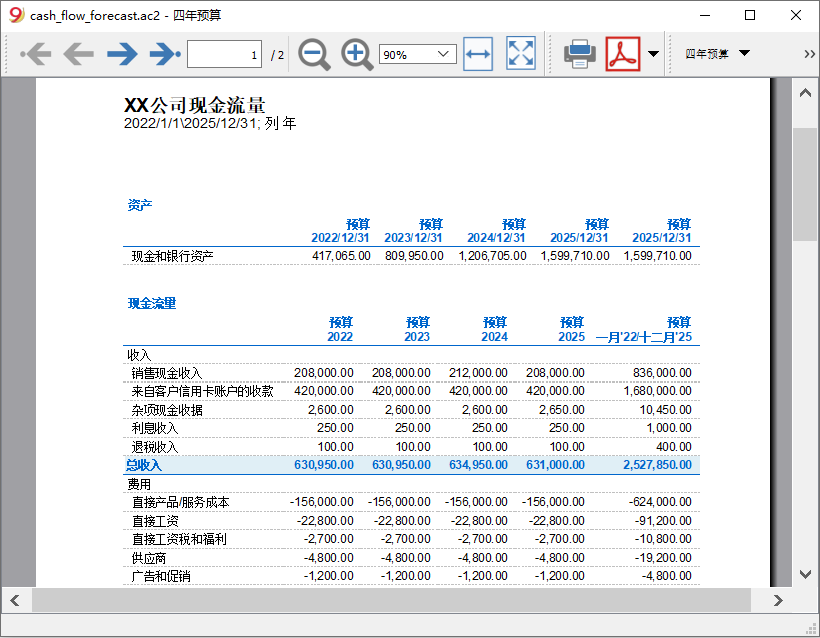 cash_flow_forecast.ac2 - 四年预算
1 / 2 90% 四年预算
XX公司现金流量
2022/1/1\2025/12/31; 列 年
资产
预算 预算 预算 预算 预算
2022/12/31 2023/12/31 2024/12/31 2025/12/31 2025/12/31
现金和银行资产 417,065.00 809,950.00 1,206,705.00 1,599,710.00 1,599,710.00
现金流量
预算 预算 预算 预算 预算
2022 2023 2024 2025 一月'22/十二月'25
收入
销售现金收入 208,000.00 208,000.00 212,000.00 208,000.00 836,000.00
来自客户信用卡账户的收款 420,000.00 420,000.00 420,000.00 420,000.00 1,680,000.00
杂项现金收据 2,600.00 2,600.00 2,600.00 2,650.00 10,450.00
利息收入 250.00 250.00 250.00 250.00 1,000.00
退税收入 100.00 100.00 100.00 100.00 400.00
总收入 630,950.00 630,950.00 634,950.00 631,000.00 2,527,850.00
费用
直接产品/服务成本 -156,000.00 -156,000.00 -156,000.00 -156,000.00 -624,000.00
直接工资 -22,800.00 -22,800.00 -22,800.00 -22,800.00 -91,200.00
直接工资税和福利 -2,700.00 -2,700.00 -2,700.00 -2,700.00 -10,800.00
供应商 -4,800.00 -4,800.00 -4,800.00 -4,800.00 -19,200.00
广告和促销 -1,200.00 -1,200.00 -1,200.00 -1,200.00 -4,800.00